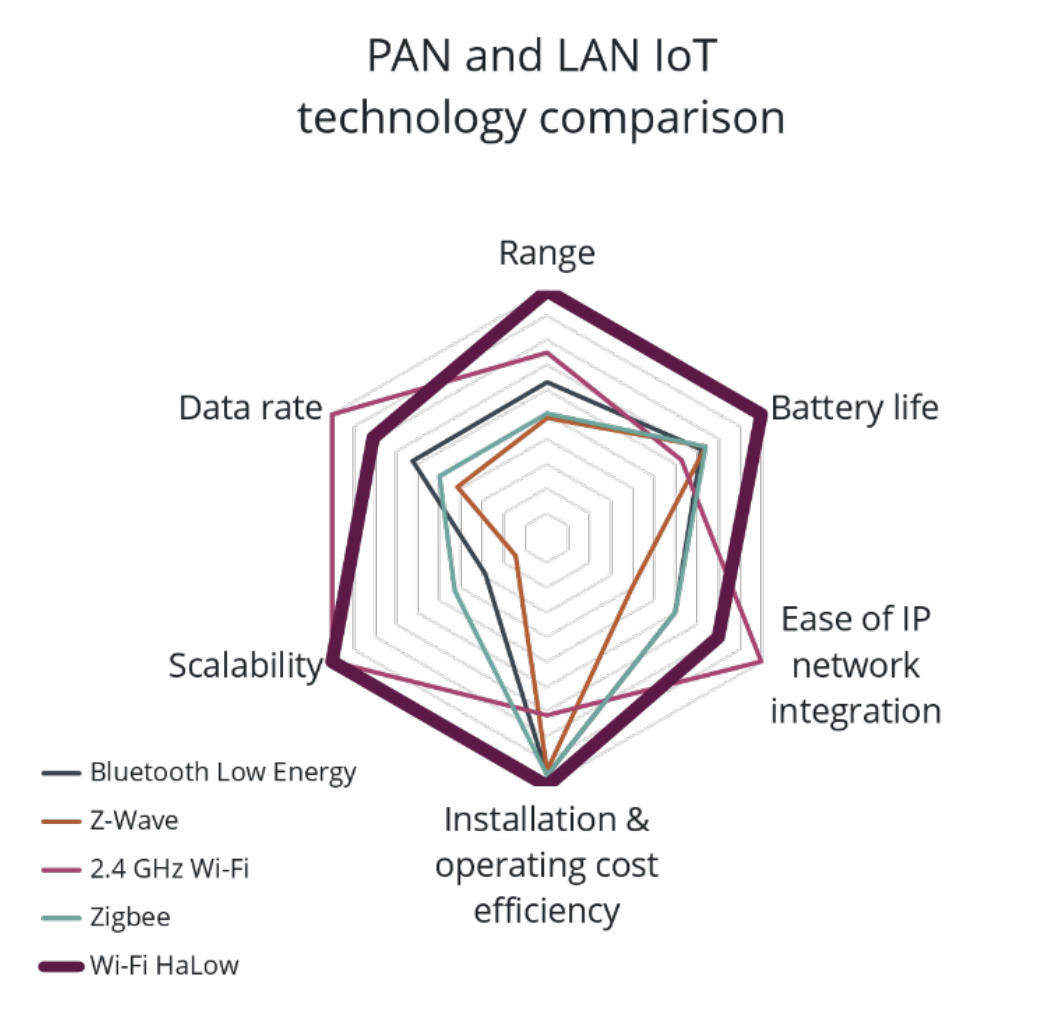 PAN and LAN IoT
technology comparison
Range
Data rate
Battery life
Ease of IP
network
integration
Scalability
Installation &
operating cost
efficiency
Bluetooth Low Energy
Z-Wave
2.4 GHz Wi-Fi
Zigbee
Wi-Fi HaLow